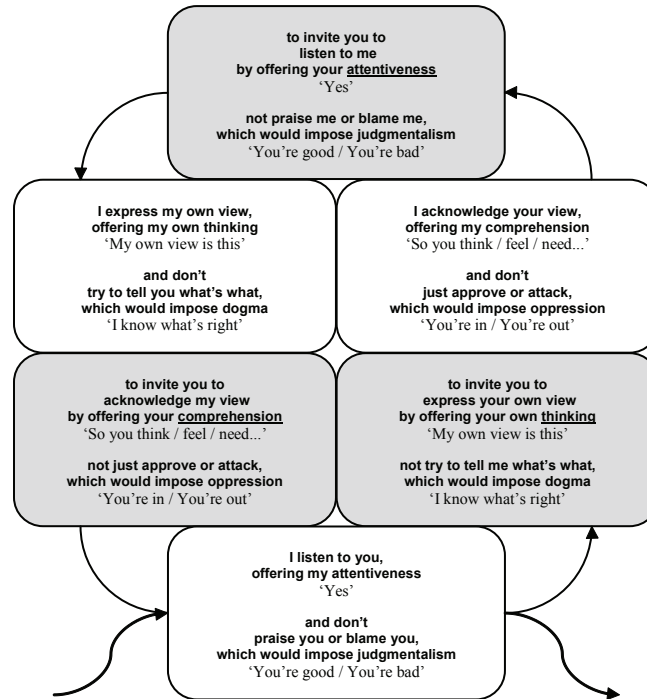 to invite you to
listen to me
by offering your attentiveness
‘Yes’
not praise me or blame me,
which would impose judgmentalism
‘You’re good / You’re bad’
I express my own view,
offering my own thinking
‘My own view is this’
and don’t
try to tell you what’s what,
which would impose dogma
‘I know what’s right’
I acknowledge your view,
offering my comprehension
‘So you think / feel / need...’
and don’t
just approve or attack,
which would impose oppression
‘You’re in / You’re out’
to invite you to
acknowledge my view
by offering your comprehension
‘So you think / feel / need...’
not just approve or attack,
which would impose oppression
‘You’re in / You’re out’
to invite you to
express your own view
by offering your own thinking
‘My own view is this’
not try to tell me what’s what,
which would impose dogma
‘I know what’s right’
I listen to you,
offering my attentiveness
‘Yes’
and don’t
praise you or blame you,
which would impose judgmentalism
‘You’re good / You’re bad’